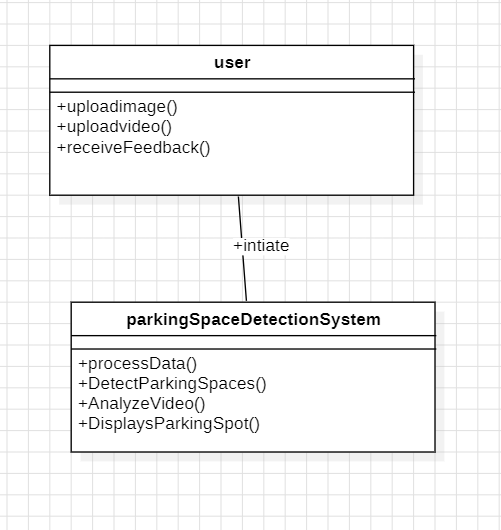 user
+uploadimage()
+uploadvideo()
+receiveFeedback()
+intiate
parkingSpaceDetectionSystem
+processData()
+DetectParkingSpaces()
+AnalyzeVideo()
+DisplaysParkingSpot()